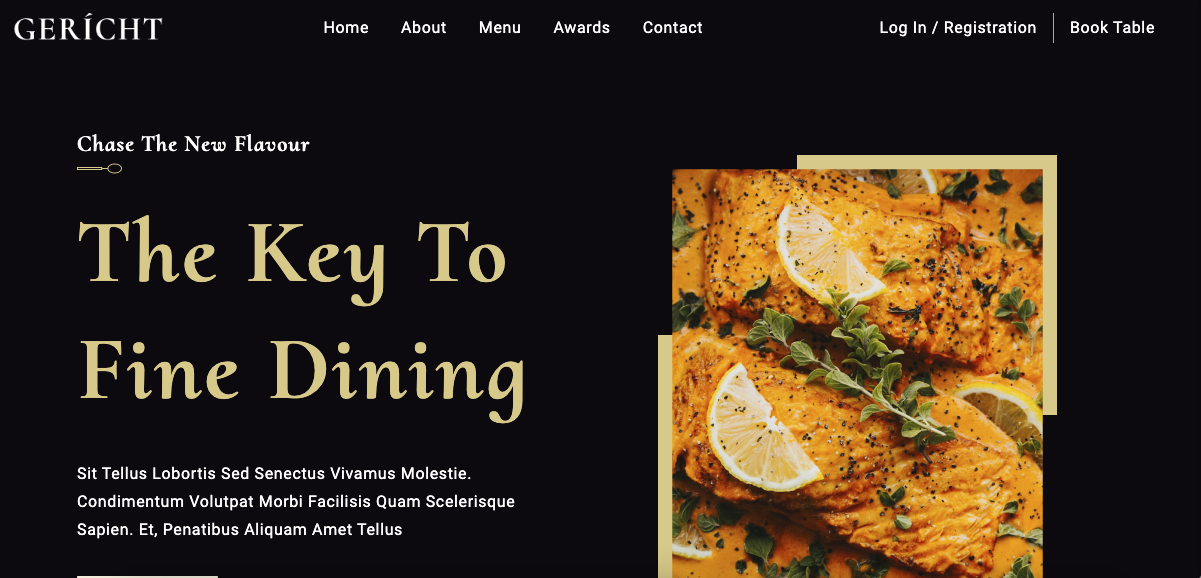 GERÍCHT
Home About Menu Awards Contact
Log In / Registration
Book Table
Chase The New Flavour
The Key To
Fine Dining
Sit Tellus Lobortis Sed Senectus Vivamus Molestie.
Condimentum Volutpat Morbi Facilisis Quam Scelerisque
Sapien. Et, Penatibus Aliquam Amet Tellus